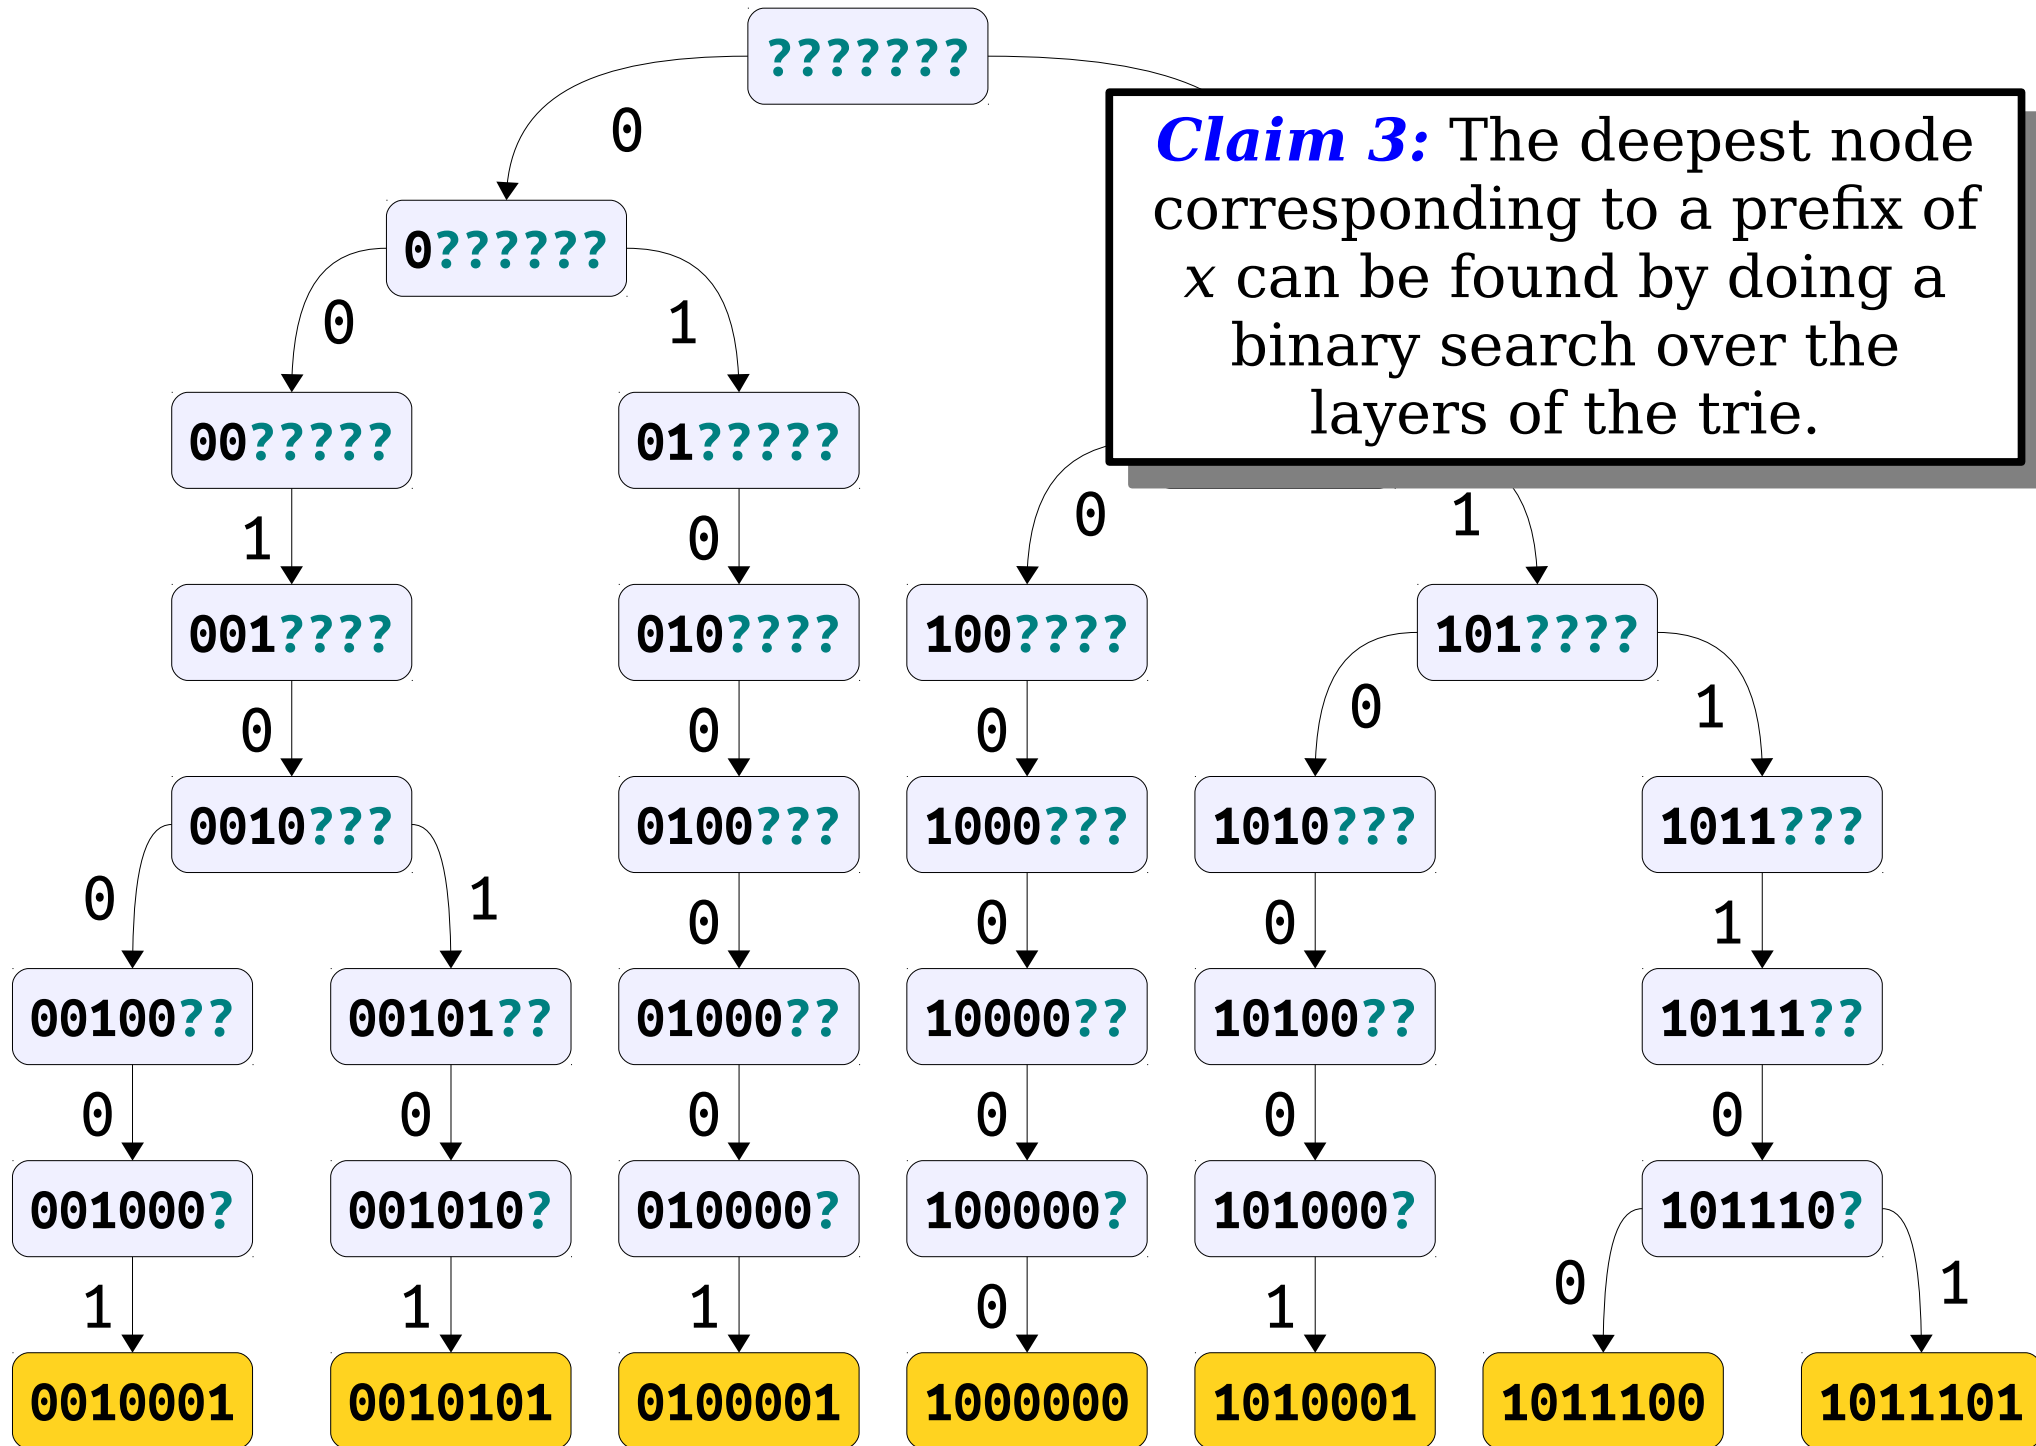 ???????
Claim 3: The deepest node
corresponding to a prefix of
x can be found by doing a
binary search over the
layers of the trie.
0
0??????
0 1
00????? 01?????
1 0 0 1
001???? 010???? 100???? 101????
0 0 0 0 1
0010??? 0100??? 1000??? 1010??? 1011???
0 1 0 0 0 1
00100?? 00101?? 01000?? 10000?? 10100?? 10111??
0 0 0 0 0 0
001000? 001010? 010000? 100000? 101000? 101110?
1 1 1 0 1 0 1
0010001 0010101 0100001 1000000 1010001 1011100 1011101